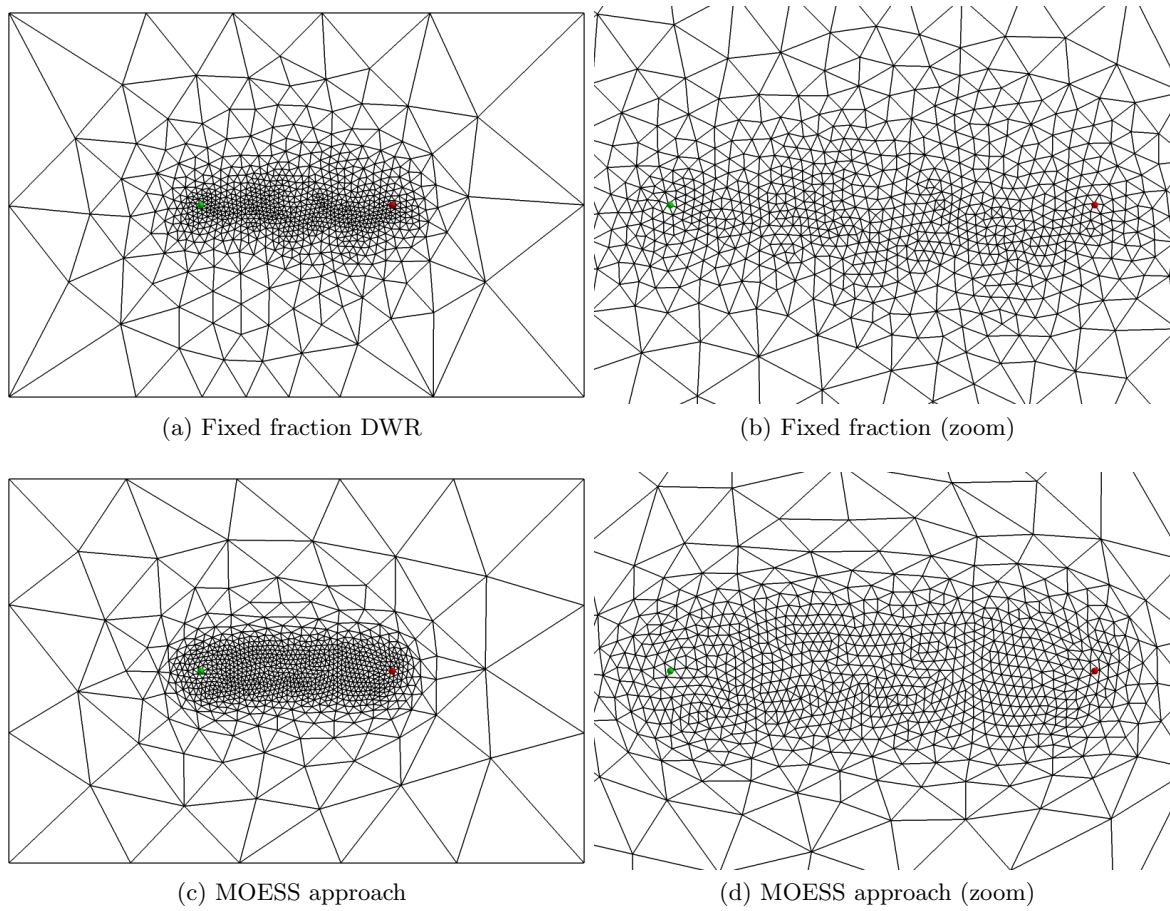 (a) Fixed fraction DWR
(b) Fixed fraction (zoom)
(c) MOESS approach
(d) MOESS approach (zoom)